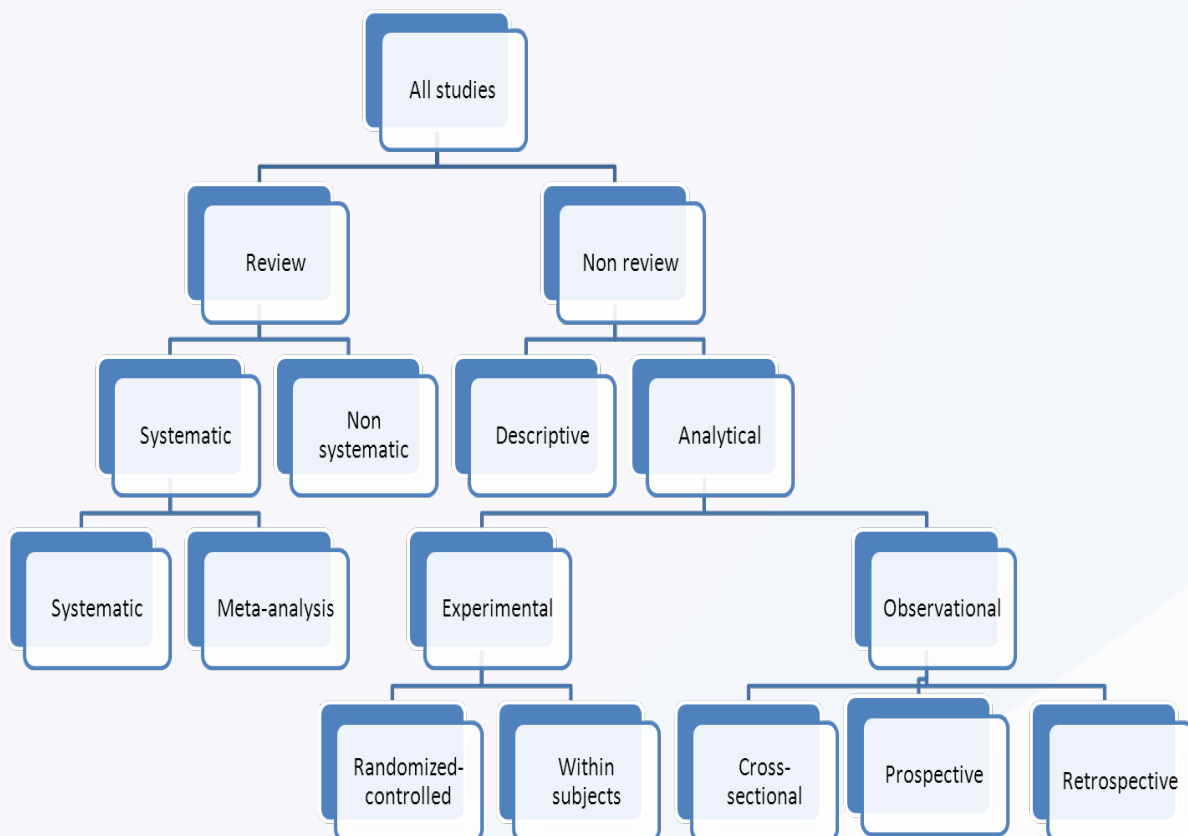 All studies
Review
Non review
Systematic
Non
systematic
Descriptive
Analytical
Systematic
Meta-analysis
Experimental
Observational
Randomized-
controlled
Within
subjects
Cross-
sectional
Prospective
Retrospective